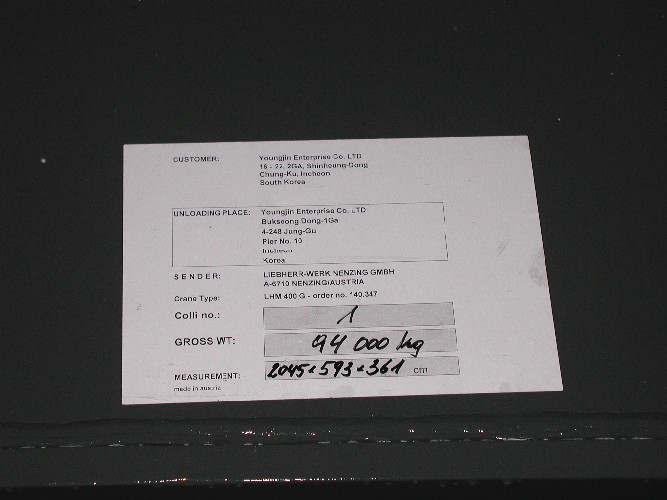 CUSTOMER: Youngjin Enterprise Co. LTD
16 - 22, 2GA, Shinheung-Dong
Chung-Ku, Incheon
South Korea
UNLOADING PLACE: Youngjin Enterprise Co. LTD
Bukseong Dong-1Ga
4-248 Jung-Gu
Pier No. 10
Incheon
Korea
SENDER: LIEBHERR-WERK NENZING GMBH
A-6710 NENZING/AUSTRIA
Crane Type: LHM 400 G - order no. 140.347
Colli no.: 1
GROSS WT: 94 000 kg
MEASUREMENT: 2045 x 593 x 361 cm
made in austria